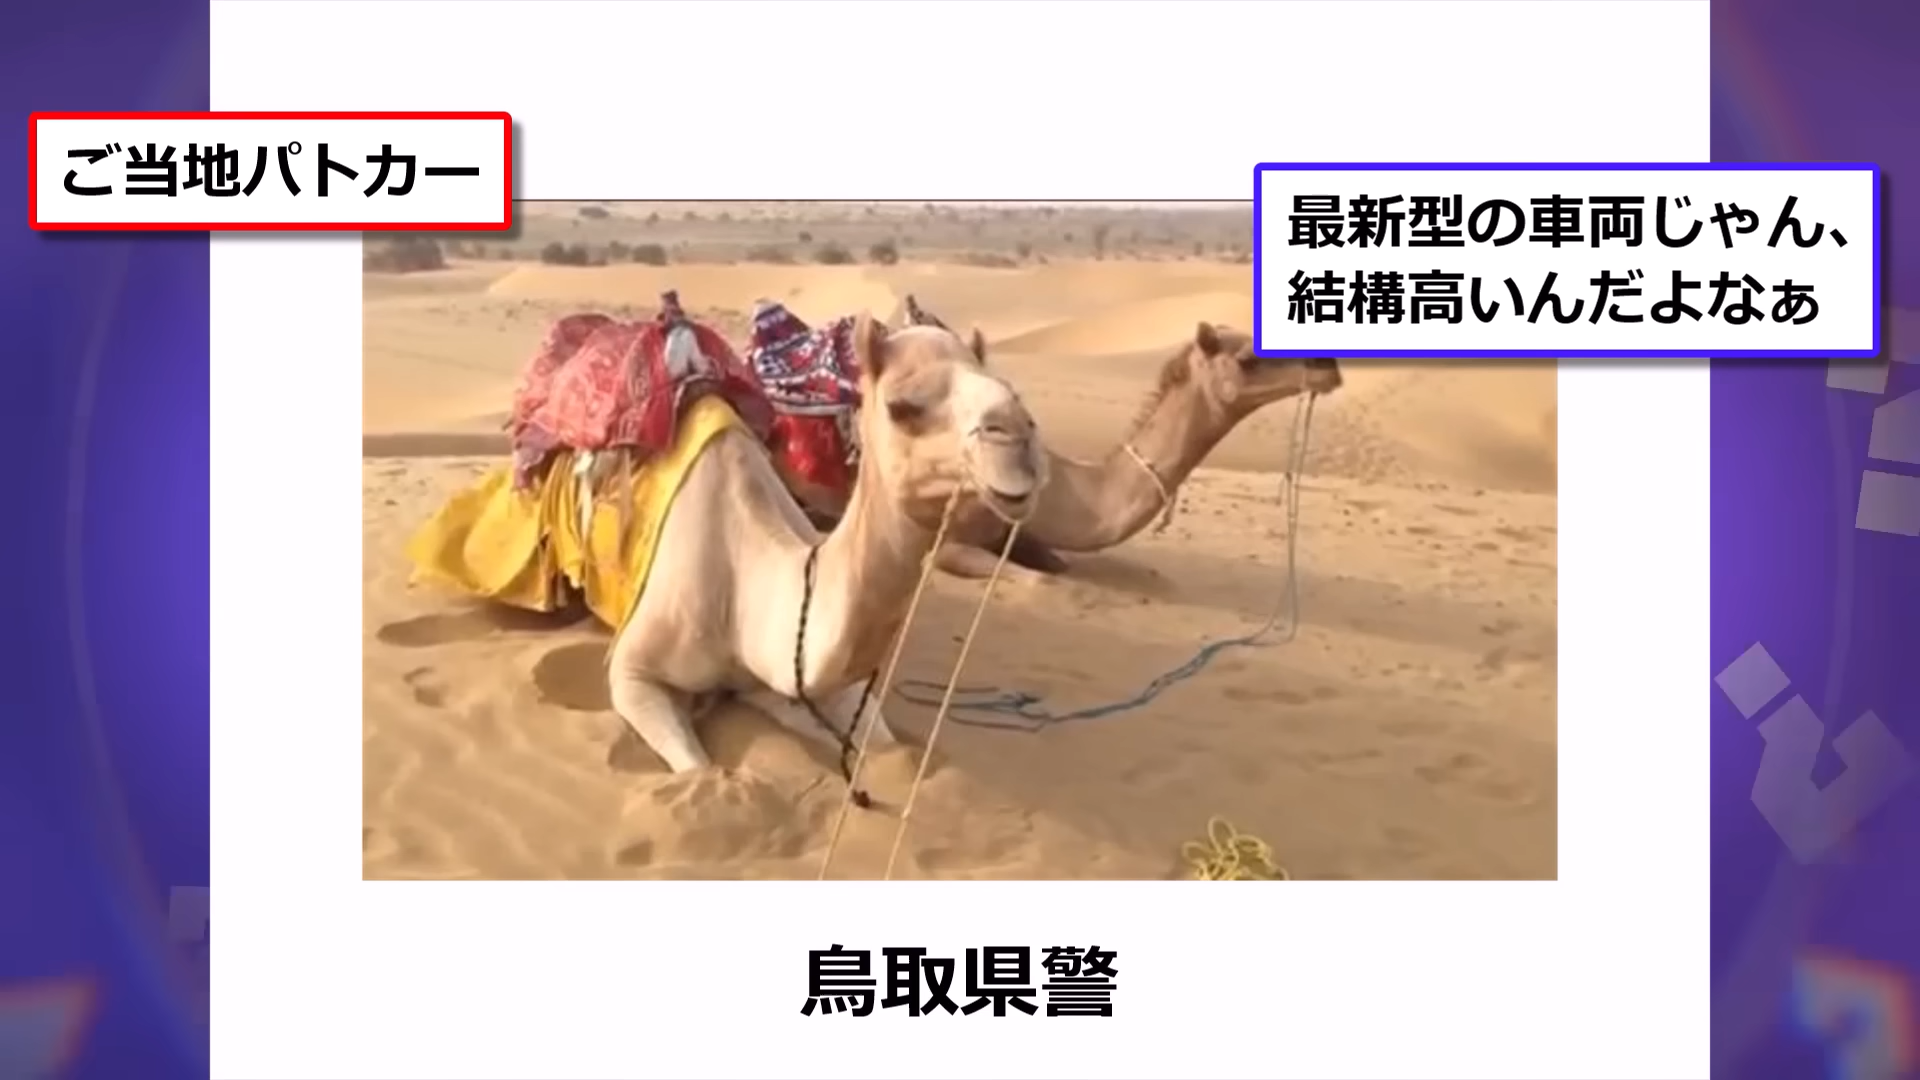 ご当地パトカー
最新型の車両じゃん、
結構高いんだよなぁ
鳥取県警